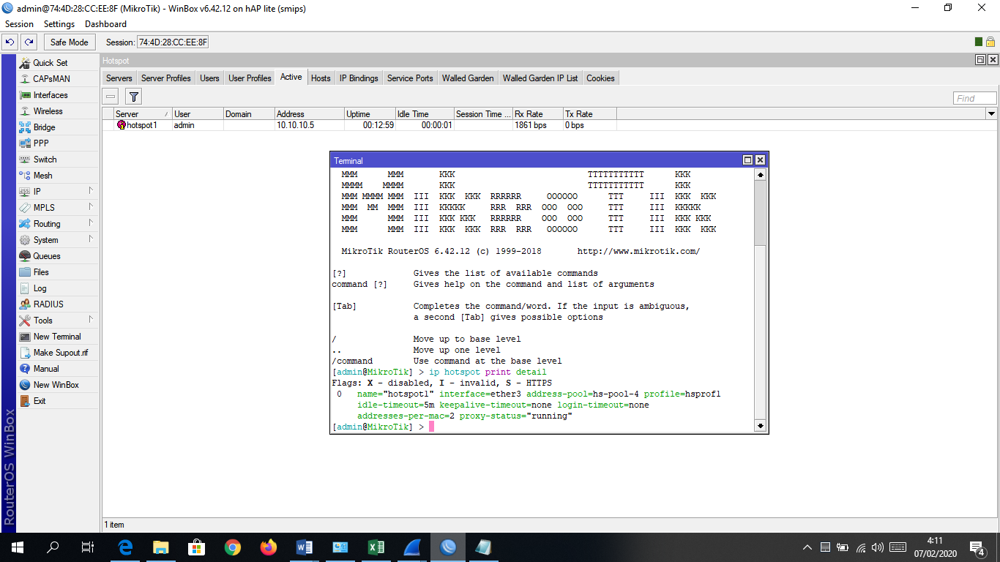 admin@74:4D:28:CC:EE:8F (MikroTik) - WinBox v6.42.12 on hAP lite (smips)
Session Settings Dashboard
Safe Mode Session: 74:4D:28:CC:EE:8F
Quick Set
CAPsMAN
Interfaces
Wireless
Bridge
PPP
Switch
Mesh
IP
MPLS
Routing
System
Queues
Files
Log
RADIUS
Tools
New Terminal
Make Supout.rif
Manual
New WinBox
Exit
RouterOS WinBox
Hotspot
Servers Server Profiles Users User Profiles Active Hosts IP Bindings Service Ports Walled Garden Walled Garden IP List Cookies
Find
Server User Domain Address Uptime Idle Time Session Time ... Rx Rate Tx Rate
hotspot1 admin 10.10.10.5 00:12:59 00:00:01 1861 bps 0 bps
Terminal
MMM MMM KKK TTTTTTTTTTT KKK
MMMM MMMM KKK TTTTTTTTTTT KKK
MMM MMMM MMM III KKK KKK RRRRRR OOOOOO TTT III KKK KKK
MMM MM MMM III KKKKK RRR RRR OOO OOO TTT III KKKKK
MMM MMM III KKK KKK RRRRRR OOO OOO TTT III KKK KKK
MMM MMM III KKK KKK RRR RRR OOOOOO TTT III KKK KKK
MikroTik RouterOS 6.42.12 (c) 1999-2018 http://www.mikrotik.com/
[?] Gives the list of available commands
command [?] Gives help on the command and list of arguments
[Tab] Completes the command/word. If the input is ambiguous,
a second [Tab] gives possible options
/ Move up to base level
.. Move up one level
/command Use command at the base level
[admin@MikroTik] > ip hotspot print detail
Flags: X - disabled, I - invalid, S - HTTPS
0 name="hotspot1" interface=ether3 address-pool=hs-pool-4 profile=hsprof1
idle-timeout=5m keepalive-timeout=none login-timeout=none
addresses-per-mac=2 proxy-status="running"
[admin@MikroTik] >
1 item
4:11
07/02/2020
4